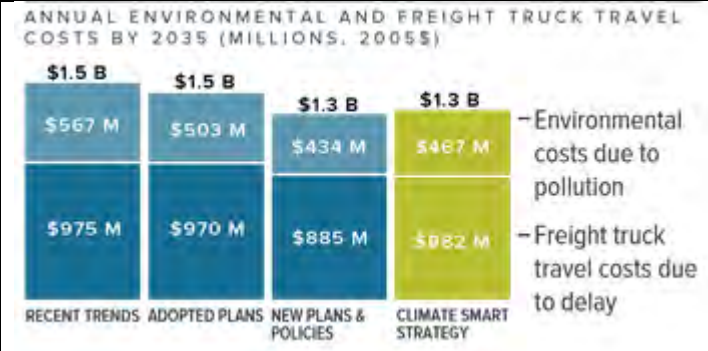 ANNUAL ENVIRONMENTAL AND FREIGHT TRUCK TRAVEL
COSTS BY 2035 (MILLIONS, 2005$)
$1.5 B
$1.5 B
$1.3 B
$1.3 B
$567 M
$503 M
$434 M
$467 M
Environmental
costs due to
pollution
$975 M
$970 M
$885 M
Freight truck
travel costs due
to delay
RECENT TRENDS
ADOPTED PLANS
NEW PLANS &
POLICIES
CLIMATE SMART
STRATEGY